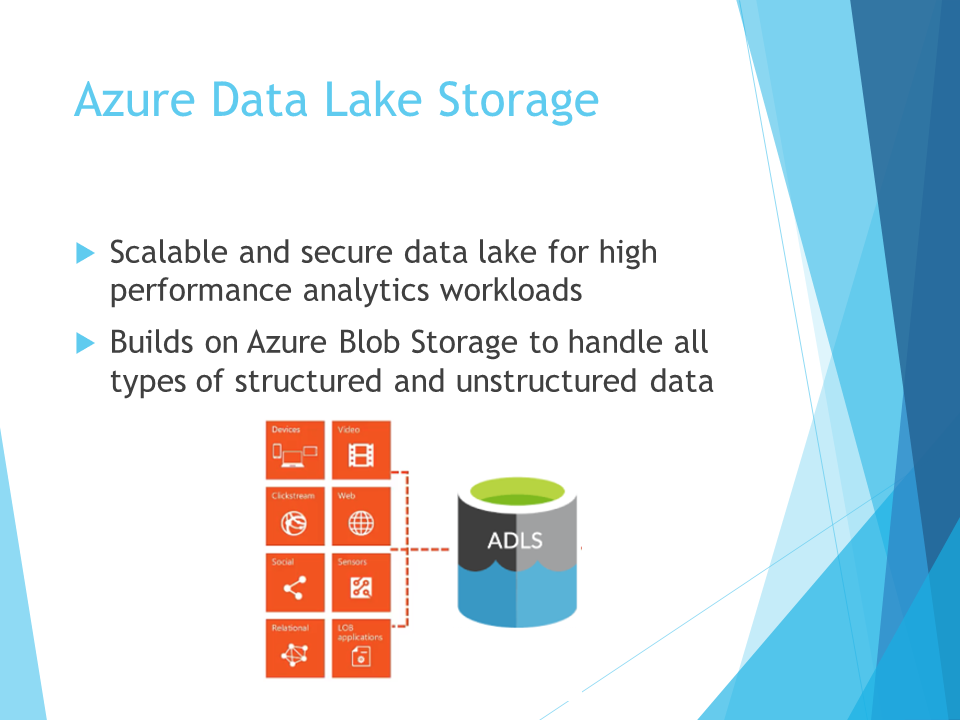 Azure Data Lake Storage
Scalable and secure data lake for high
performance analytics workloads
Builds on Azure Blob Storage to handle all
types of structured and unstructured data
Devices
Video
Clickstream
Web
Social
Sensors
Relational
LOB
applications
ADLS